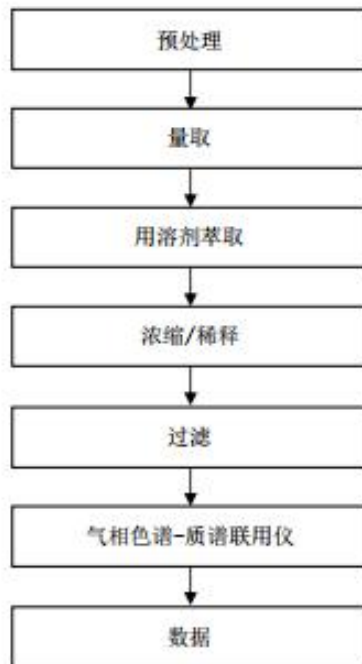 预处理
量取
用溶剂萃取
浓缩/稀释
过滤
气相色谱-质谱联用仪
数据